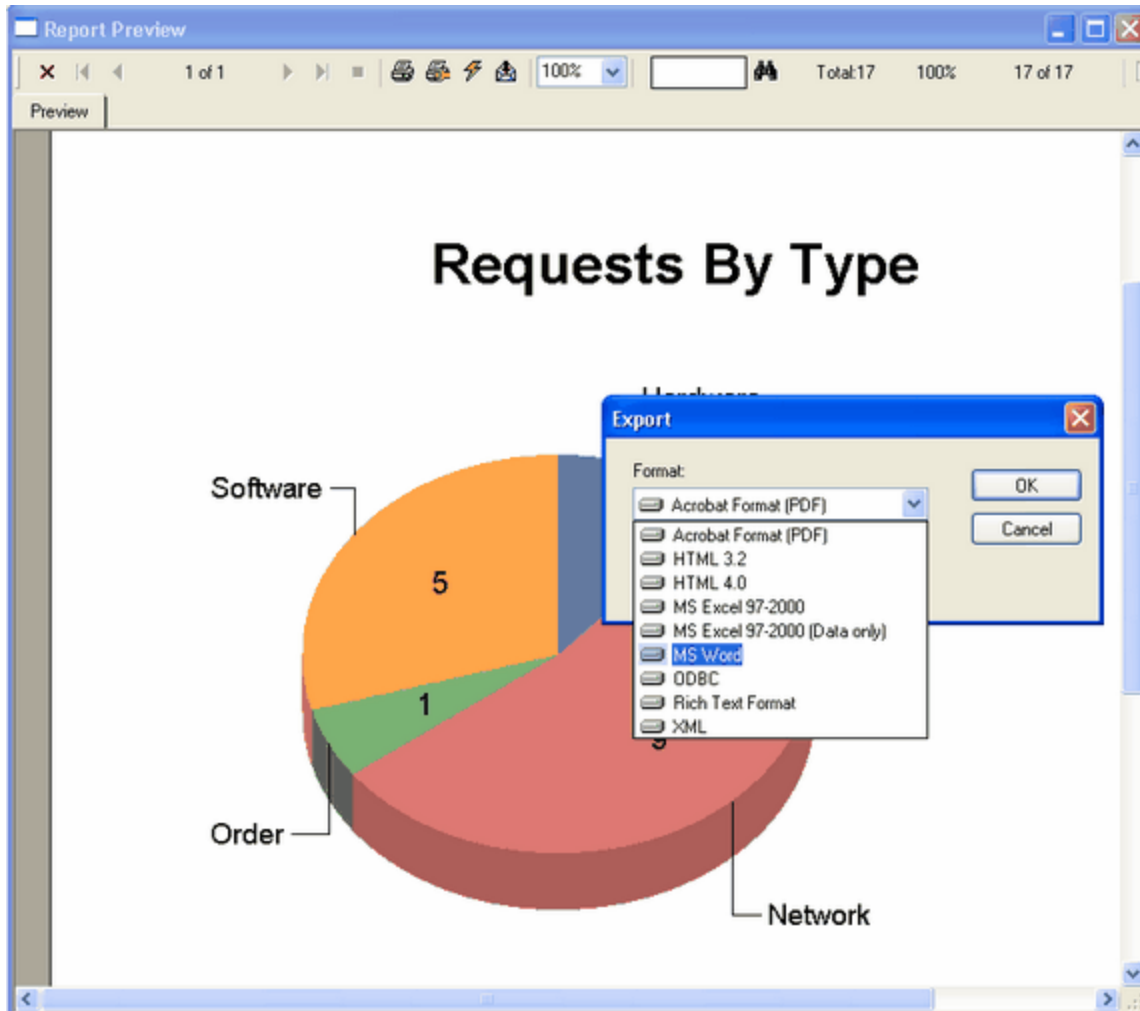 Report Preview
1 of 1
100%
Total:17
100%
17 of 17
Preview
Requests By Type
Hardware
Software
5
1
9
Order
Network
Export
Format:
Acrobat Format (PDF)
OK
Cancel
Acrobat Format (PDF)
HTML 3.2
HTML 4.0
MS Excel 97-2000
MS Excel 97-2000 (Data only)
MS Word
ODBC
Rich Text Format
XML